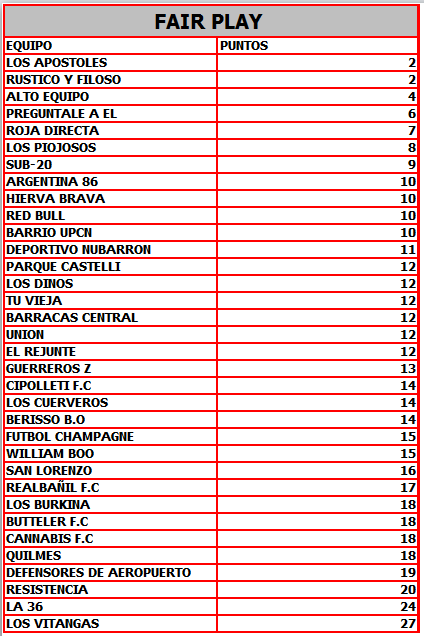 FAIR PLAY
EQUIPO PUNTOS
LOS APOSTOLES 2
RUSTICO Y FILOSO 2
ALTO EQUIPO 4
PREGUNTALE A EL 6
ROJA DIRECTA 7
LOS PIOJOSOS 8
SUB-20 9
ARGENTINA 86 10
HIERVA BRAVA 10
RED BULL 10
BARRIO UPCN 10
DEPORTIVO NUBARRON 11
PARQUE CASTELLI 12
LOS DINOS 12
TU VIEJA 12
BARRACAS CENTRAL 12
UNION 12
EL REJUNTE 12
GUERREROS Z 13
CIPOLLETI F.C 14
LOS CUERVEROS 14
BERISSO B.O 14
FUTBOL CHAMPAGNE 15
WILLIAM BOO 15
SAN LORENZO 16
REALBAÑIL F.C 17
LOS BURKINA 18
BUTTELER F.C 18
CANNABIS F.C 18
QUILMES 18
DEFENSORES DE AEROPUERTO 19
RESISTENCIA 20
LA 36 24
LOS VITANGAS 27